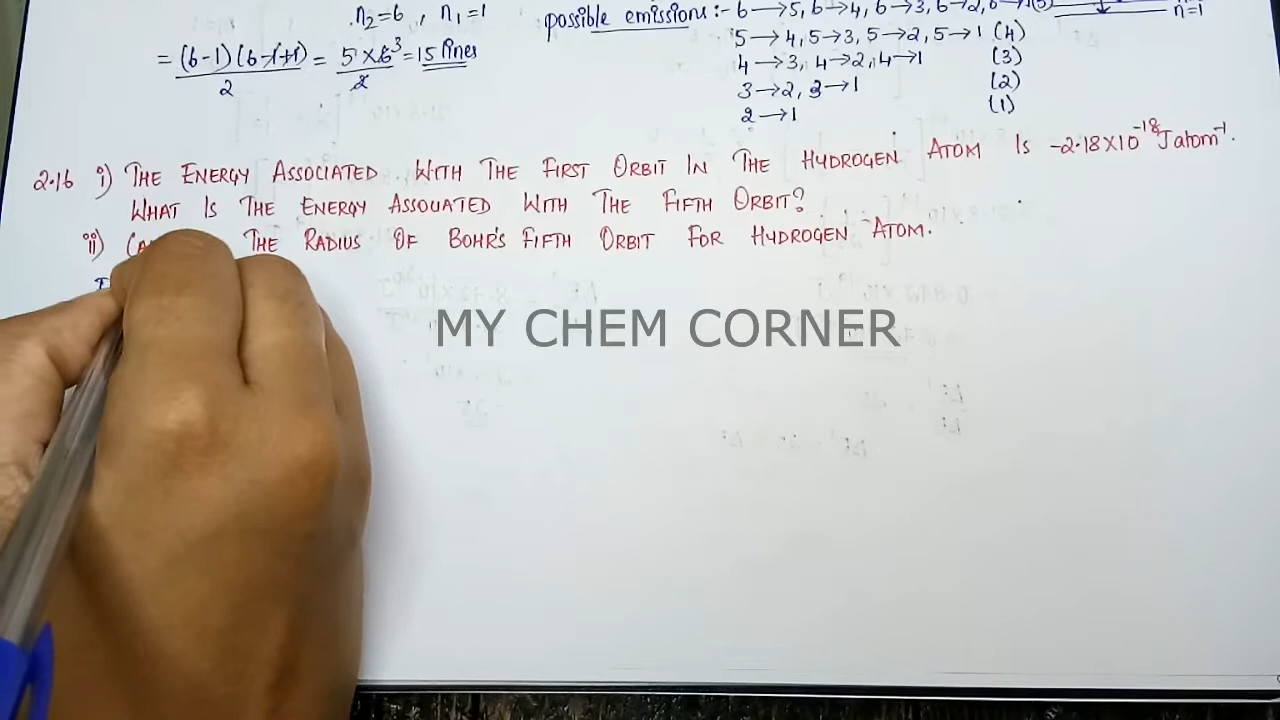 n2=6, n1=1
possible emissions:- 6→5, 6→4, 6→3, 6→2, 6→1(5)
n=1
= (6-1)(6-1+1) / 2 = 5×6³ / 2 = 15 lines
5→4, 5→3, 5→2, 5→1 (4)
4→3, 4→2, 4→1 (3)
3→2, 3→1 (2)
2→1 (1)
2.16 i) THE ENERGY ASSOCIATED WITH THE FIRST ORBIT IN THE HYDROGEN ATOM IS -2.18×10⁻¹⁸ J atom⁻¹.
WHAT IS THE ENERGY ASSOCIATED WITH THE FIFTH ORBIT?
ii) THE RADIUS OF BOHR'S FIFTH ORBIT FOR HYDROGEN ATOM.
MY CHEM CORNER